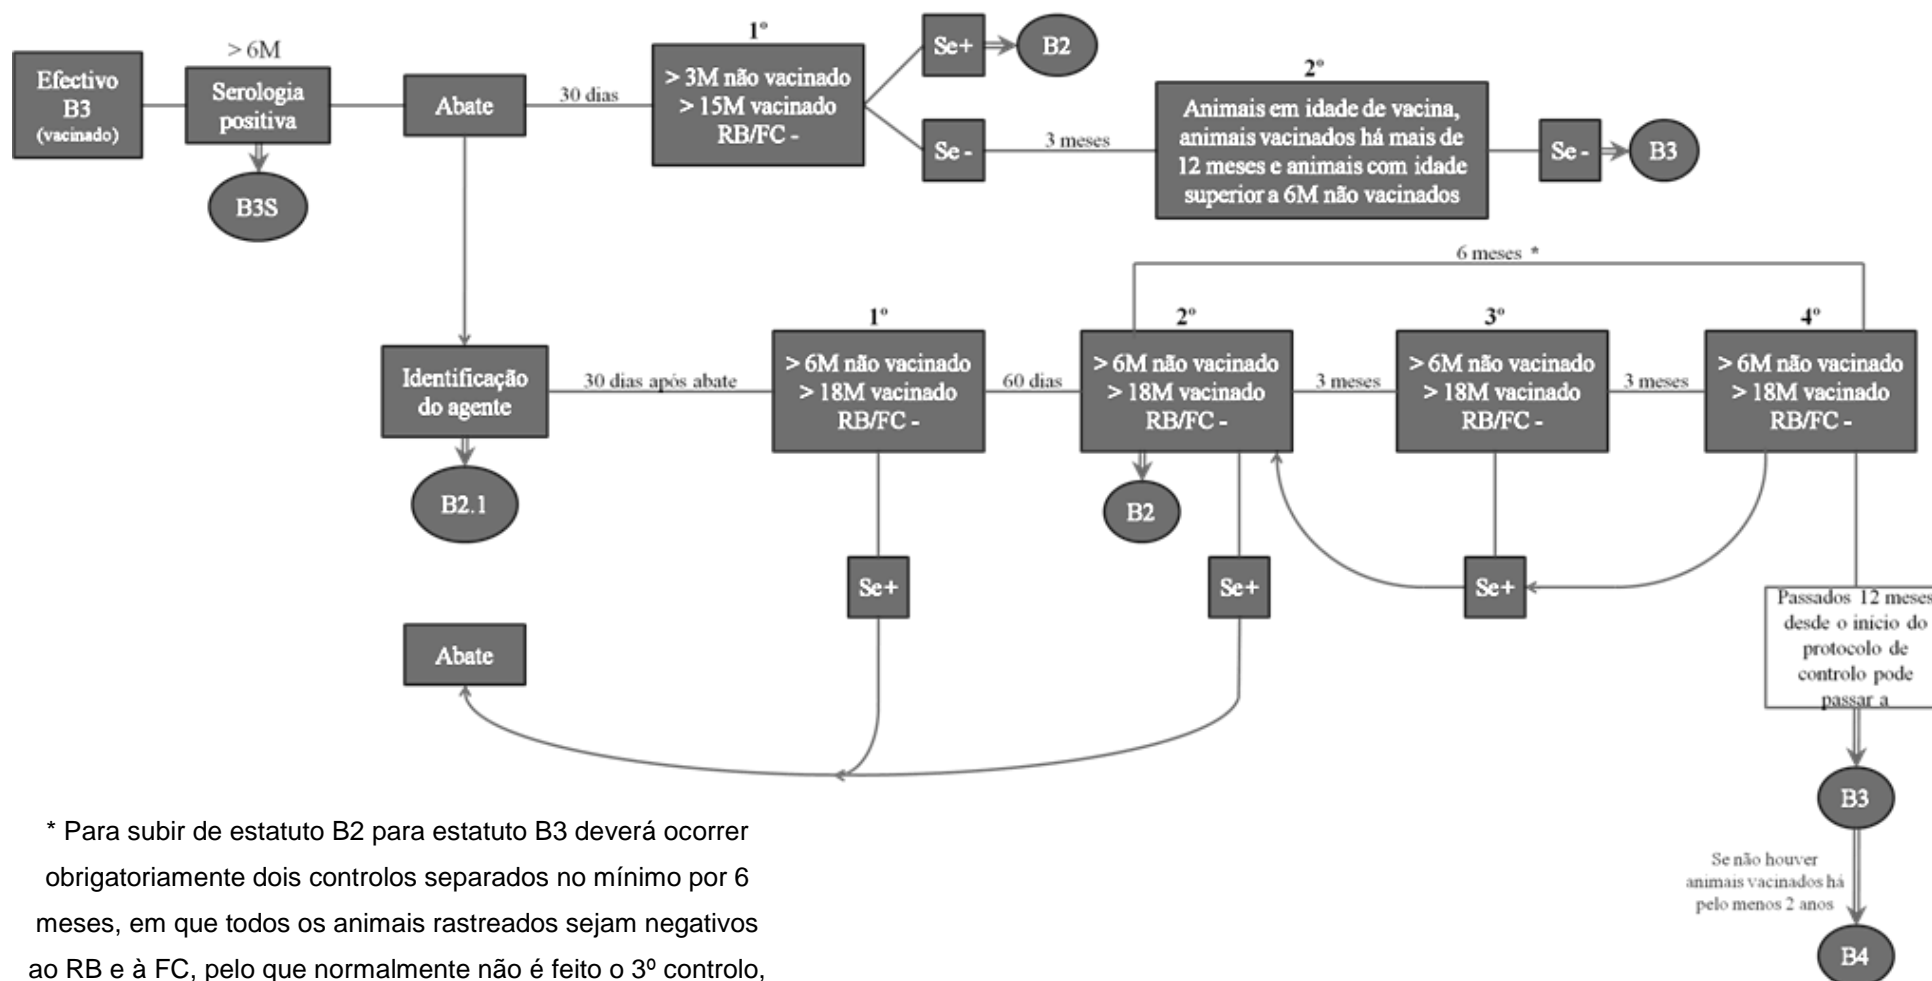 Efectivo
B3
(vacinado)
> 6M
Serologia
positiva
B3S
Abate
30 dias
1º
> 3M não vacinado
> 15M vacinado
RB/FC -
Se+
B2
Se -
3 meses
2º
Animais em idade de vacina,
animais vacinados há mais de
12 meses e animais com idade
superior a 6M não vacinados
Se -
B3
6 meses *
Identificação
do agente
B2.1
30 dias após abate
1º
> 6M não vacinado
> 18M vacinado
RB/FC -
60 dias
2º
> 6M não vacinado
> 18M vacinado
RB/FC -
3 meses
3º
> 6M não vacinado
> 18M vacinado
RB/FC -
3 meses
4º
> 6M não vacinado
> 18M vacinado
RB/FC -
B2
Se+
Se+
Se+
Abate
Passados 12 meses
desde o inicio do
protocolo de
controlo pode
passar a
B3
Se não houver
animais vacinados há
pelo menos 2 anos
B4
* Para subir de estatuto B2 para estatuto B3 deverá ocorrer
obrigatoriamente dois controlos separados no mínimo por 6
meses, em que todos os animais rastreados sejam negativos
ao RB e à FC, pelo que normalmente não é feito o 3º controlo,